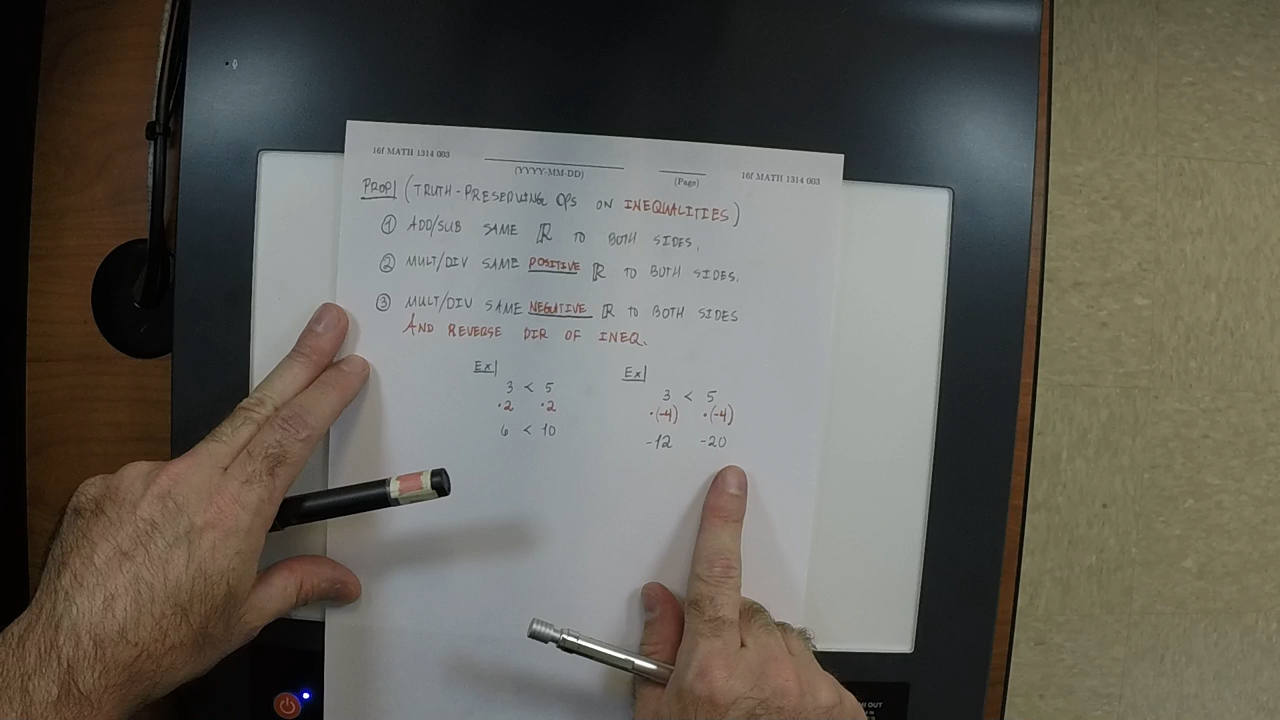 16f MATH 1314 003
(YYYY-MM-DD)
(Page)
16f MATH 1314 003
PROP| (TRUTH-PRESERVING OPS ON INEQUALITIES)
① ADD/SUB SAME ℝ TO BOTH SIDES.
② MULT/DIV SAME POSITIVE ℝ TO BOTH SIDES.
③ MULT/DIV SAME NEGATIVE ℝ TO BOTH SIDES
AND REVERSE DIR OF INEQ.
Ex|
3 < 5
·2 ·2
6 < 10
Ex|
3 < 5
·(-4) ·(-4)
-12 -20